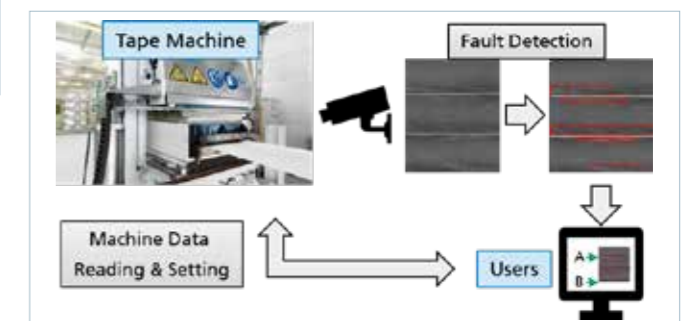 Tape Machine
Fault Detection
Machine Data
Reading & Setting
Users
A
B